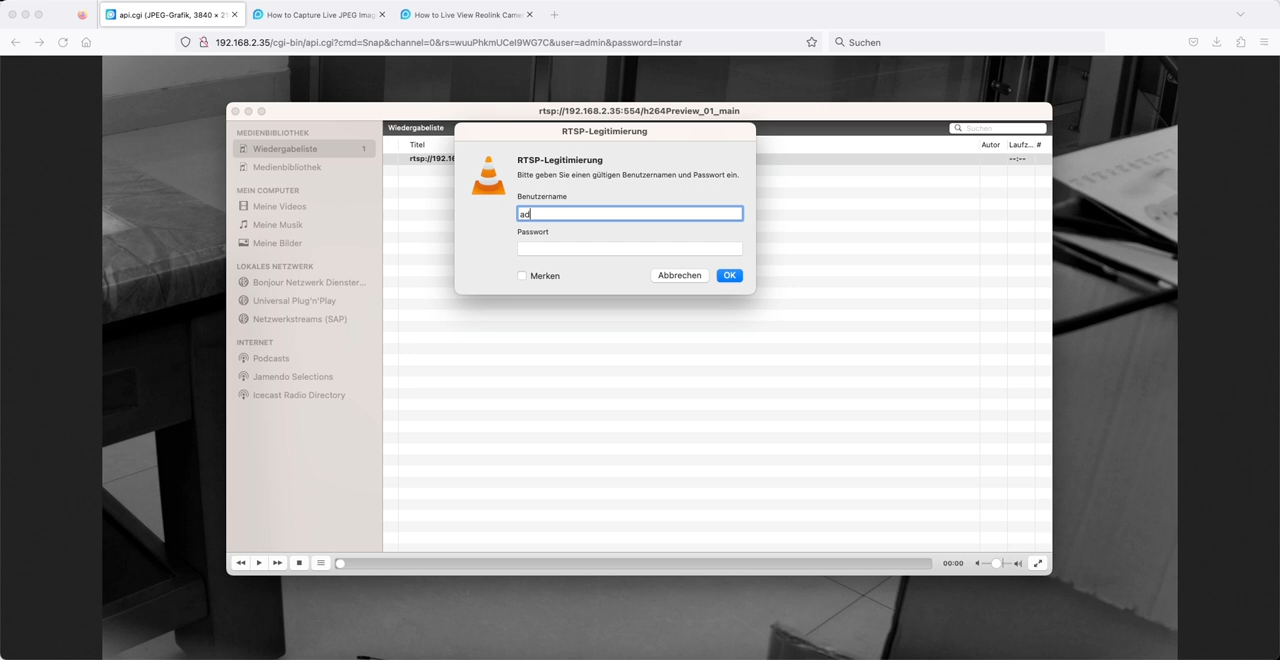 api.cgi (JPEG-Grafik, 3840 × 21
How to Capture Live JPEG Imag
How to Live View Reolink Came
192.168.2.35/cgi-bin/api.cgi?cmd=Snap&channel=0&rs=wuuPhkmUCeI9WG7C&user=admin&password=instar
Suchen
rtsp://192.168.2.35:554/h264Preview_01_main
MEDIENBIBLIOTHEK
Wiedergabeliste 1
Medienbibliothek
MEIN COMPUTER
Meine Videos
Meine Musik
Meine Bilder
LOKALES NETZWERK
Bonjour Netzwerk Dienster...
Universal Plug'n'Play
Netzwerkstreams (SAP)
INTERNET
Podcasts
Jamendo Selections
Icecast Radio Directory
Wiedergabeliste
Suchen
Titel Autor Laufz... #
rtsp://192.16 --:--
RTSP-Legitimierung
RTSP-Legitimierung
Bitte geben Sie einen gültigen Benutzernamen und Passwort ein.
Benutzername
ad
Passwort
Merken
Abbrechen
OK
00:00